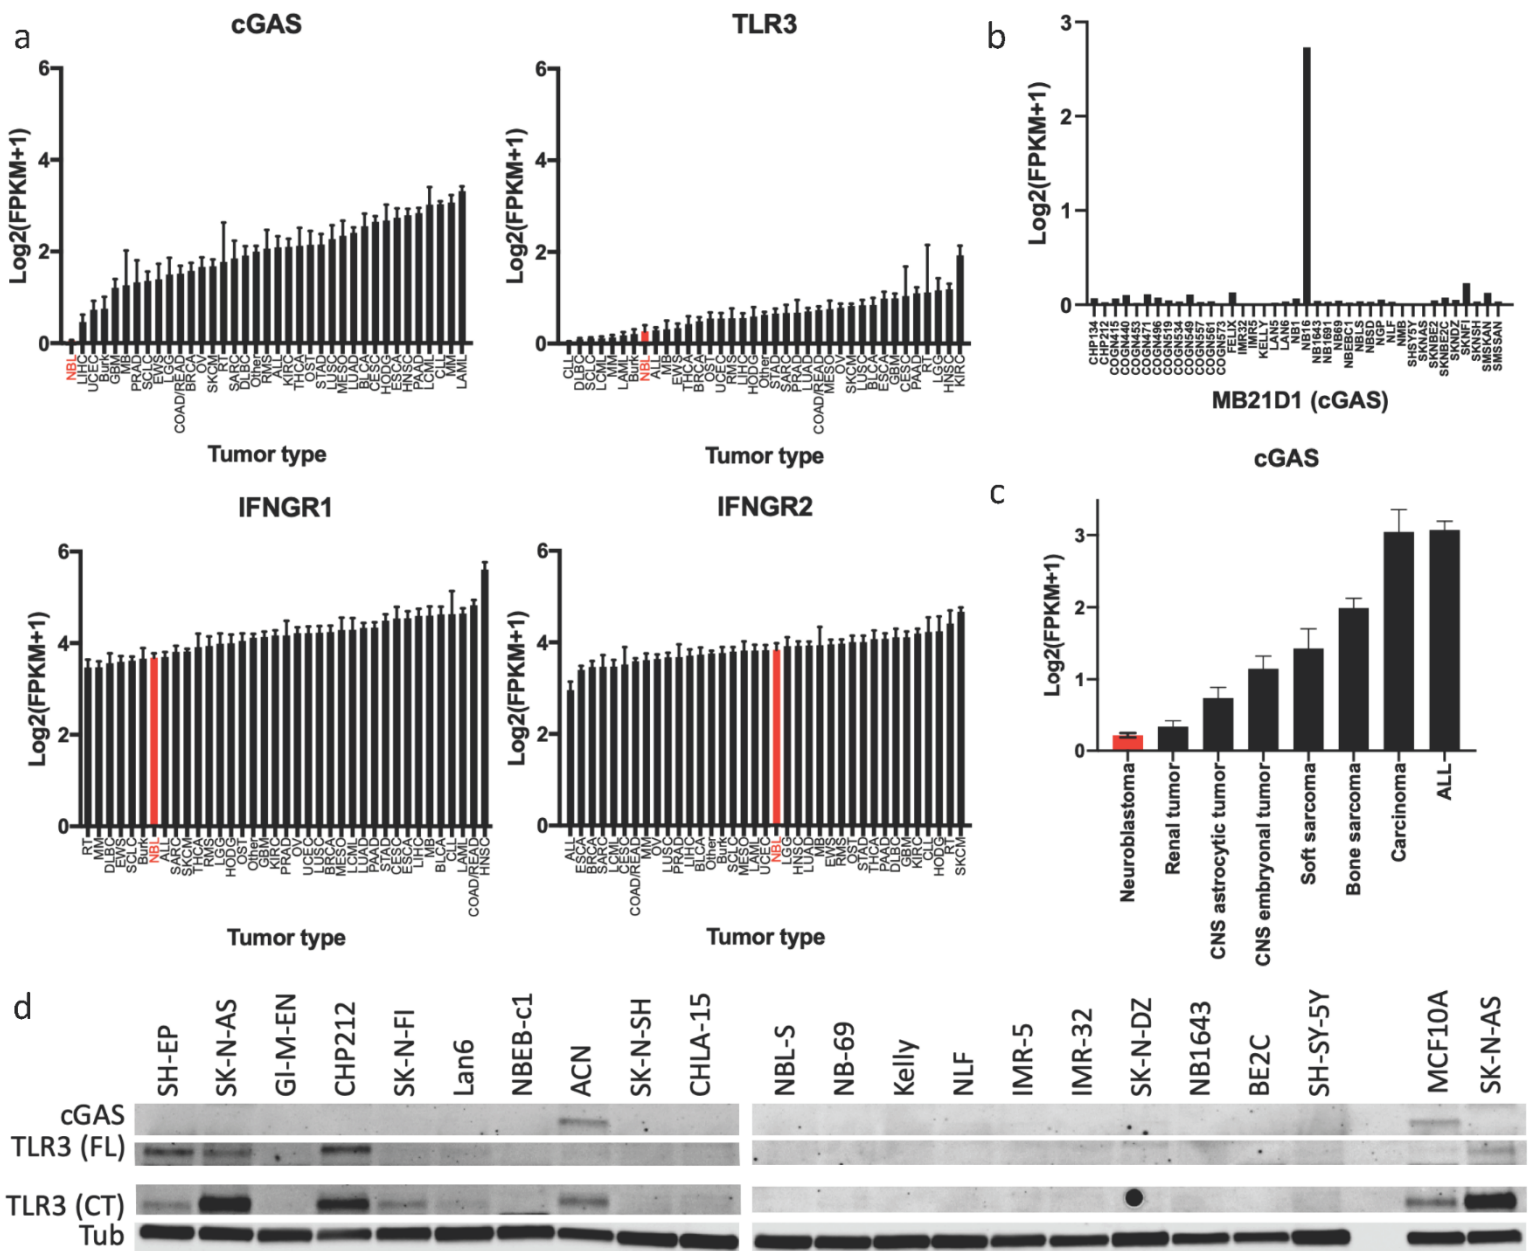 a
cGAS
Log2(FPKM+1)
6
4
2
0
NBL LIHC UCEC Burk GBM MB PRAD SCLC EWS LGG COAD/READ BRCA OV SKCM RT SARC DLBC Other RMS ALL KIRC THCA OST STAD LUSC MESO LUAD BLCA CESC HODG ESCA HNSC PAAD LCML CLL MM LAML
Tumor type
TLR3
Log2(FPKM+1)
6
4
2
0
CLL DLBC SCLC LCML MM LAML Burk NBL ALL MB EWS THCA BRCA OST UCEC RMS LIHC HODG Other STAD SARC PRAD LUAD COAD/READ MESO OV SKCM LUSC BLCA ESCA GBM CESC PAAD RT LGG HNSC KIRC
Tumor type
b
Log2(FPKM+1)
3
2
1
0
CHP134 CHP212 COGN415 COGN440 COGN453 COGN471 COGN496 COGN519 COGN534 COGN549 COGN557 COGN561 COGN573 FELIX IMR32 IMR5 KELLY LAN5 LAN6 NB1 NB16 NB1643 NB1691 NB69 NBEBC1 NBLS NBSD NGP NLF NMB SHSY5Y SKNAS SKNBE2 SKNBE2C SKNDZ SKNFI SKNSH SMSKAN SMSSAN
MB21D1 (cGAS)
IFNGR1
Log2(FPKM+1)
6
4
2
0
RT MM DLBC EWS SCLC Burk NBL ALL SARC SKCM THCA RMS LGG HODG OST Other GBM KIRC PRAD OV UCEC LUSC BRCA MESO LCML LUAD PAAD STAD CESC ESCA LIHC MB BLCA CLL LAML COAD/READ HNSC
Tumor type
IFNGR2
Log2(FPKM+1)
6
4
2
0
ALL ESCA BRCA SARC LCML CESC COAD/READ MM OV LUSC PRAD LIHC BLCA Other Burk SCLC MESO LAML UCEC NBL LGG HNSC LUAD MB EWS RMS OST STAD THCA PAAD DLBC GBM KIRC CLL HODG RT SKCM
Tumor type
c
cGAS
Log2(FPKM+1)
3
2
1
0
Neuroblastoma
Renal tumor
CNS astrocytic tumor
CNS embryonal tumor
Soft sarcoma
Bone sarcoma
Carcinoma
ALL
d
SH-EP SK-N-AS GI-M-EN CHP212 SK-N-FI Lan6 NBEB-c1 ACN SK-N-SH CHLA-15 NBL-S NB-69 Kelly NLF IMR-5 IMR-32 SK-N-DZ NB1643 BE2C SH-SY-5Y MCF10A SK-N-AS
cGAS
TLR3 (FL)
TLR3 (CT)
Tub